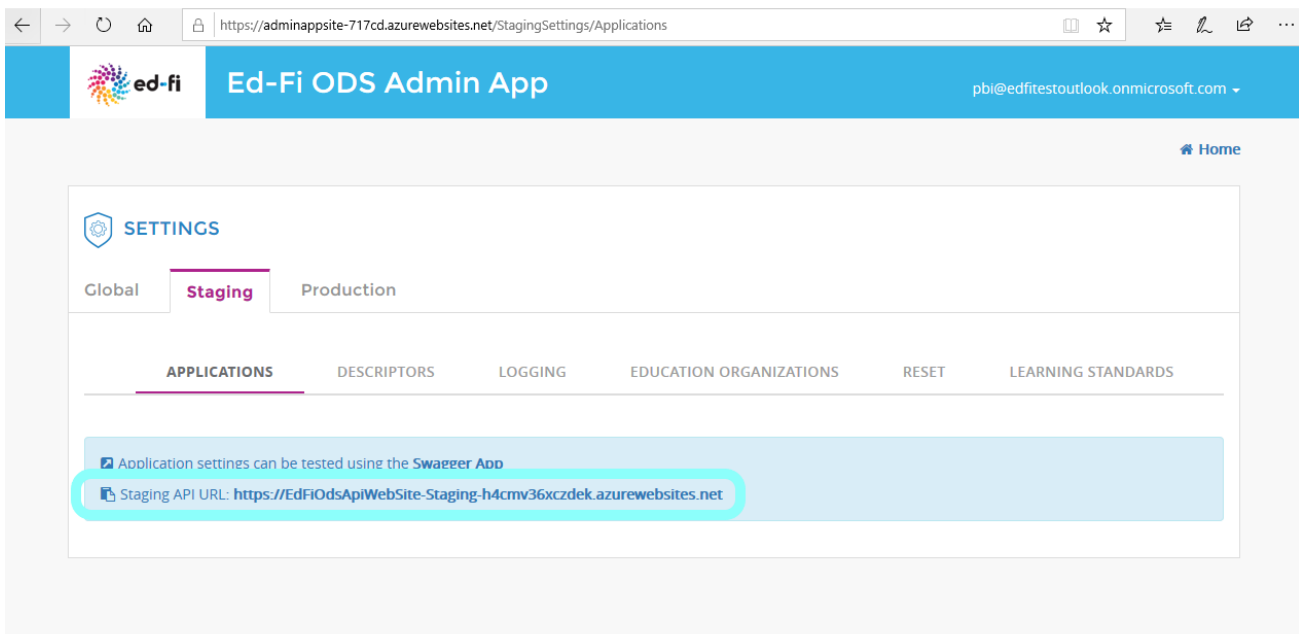 https://adminappsite-717cd.azurewebsites.net/StagingSettings/Applications
ed-fi
Ed-Fi ODS Admin App
pbi@edfitestoutlook.onmicrosoft.com
Home
SETTINGS
Global Staging Production
APPLICATIONS DESCRIPTORS LOGGING EDUCATION ORGANIZATIONS RESET LEARNING STANDARDS
Application settings can be tested using the Swagger App
Staging API URL: https://EdFiOdsApiWebSite-Staging-h4cmv36xczdek.azurewebsites.net